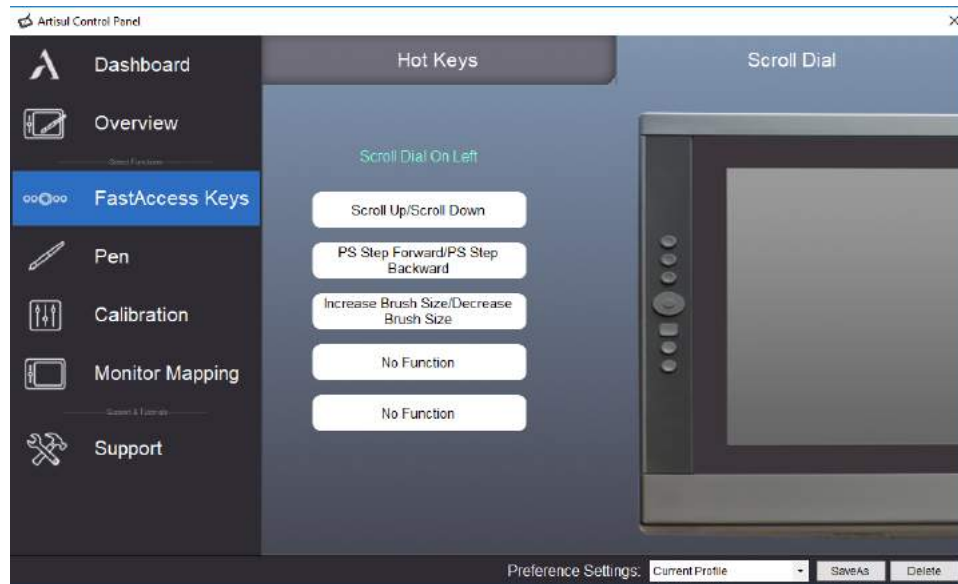 Artisul Control Panel
Dashboard
Overview
FastAccess Keys
Pen
Calibration
Monitor Mapping
Support
Hot Keys
Scroll Dial
Scroll Dial On Left
Scroll Up/Scroll Down
PS Step Forward/PS Step
Backward
Increase Brush Size/Decrease
Brush Size
No Function
No Function
Preference Settings:
Current Profile
SaveAs
Delete